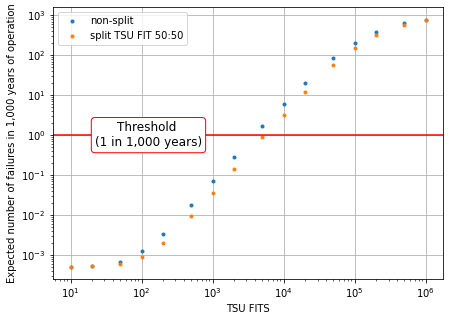 Expected number of failures in 1,000 years of operation
10³
10²
10¹
10⁰
10⁻¹
10⁻²
10⁻³
non-split
split TSU FIT 50:50
Threshold
(1 in 1,000 years)
10¹
10²
10³
10⁴
10⁵
10⁶
TSU FITS